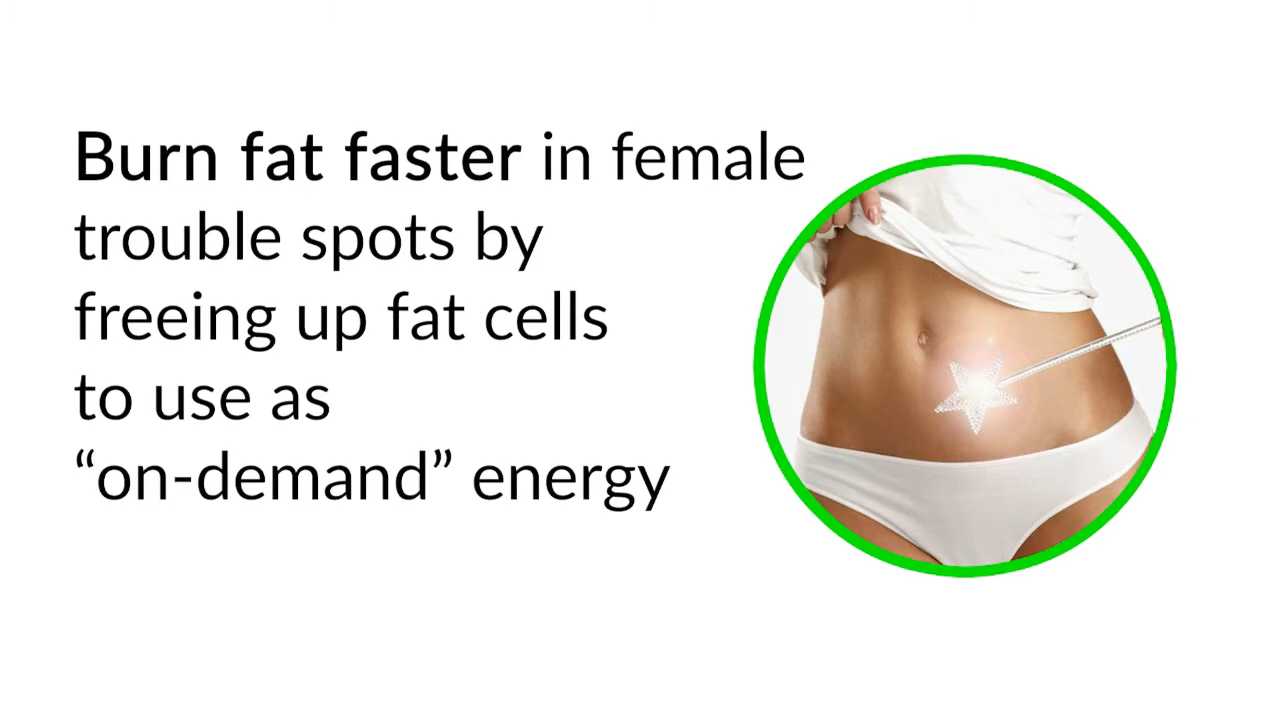 Burn fat faster in female
trouble spots by
freeing up fat cells
to use as
“on-demand” energy